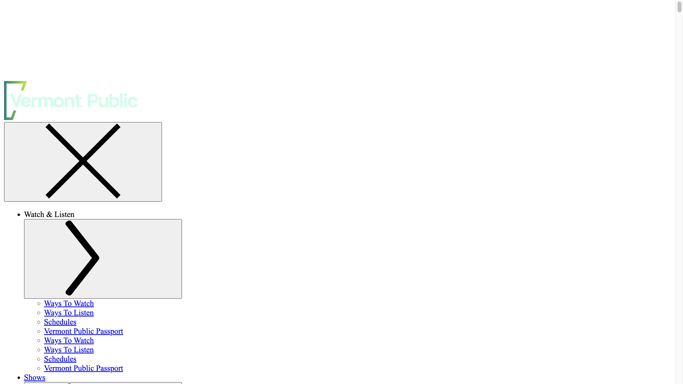 Vermont Public
Watch & Listen
Ways To Watch
Ways To Listen
Schedules
Vermont Public Passport
Ways To Watch
Ways To Listen
Schedules
Vermont Public Passport
Shows